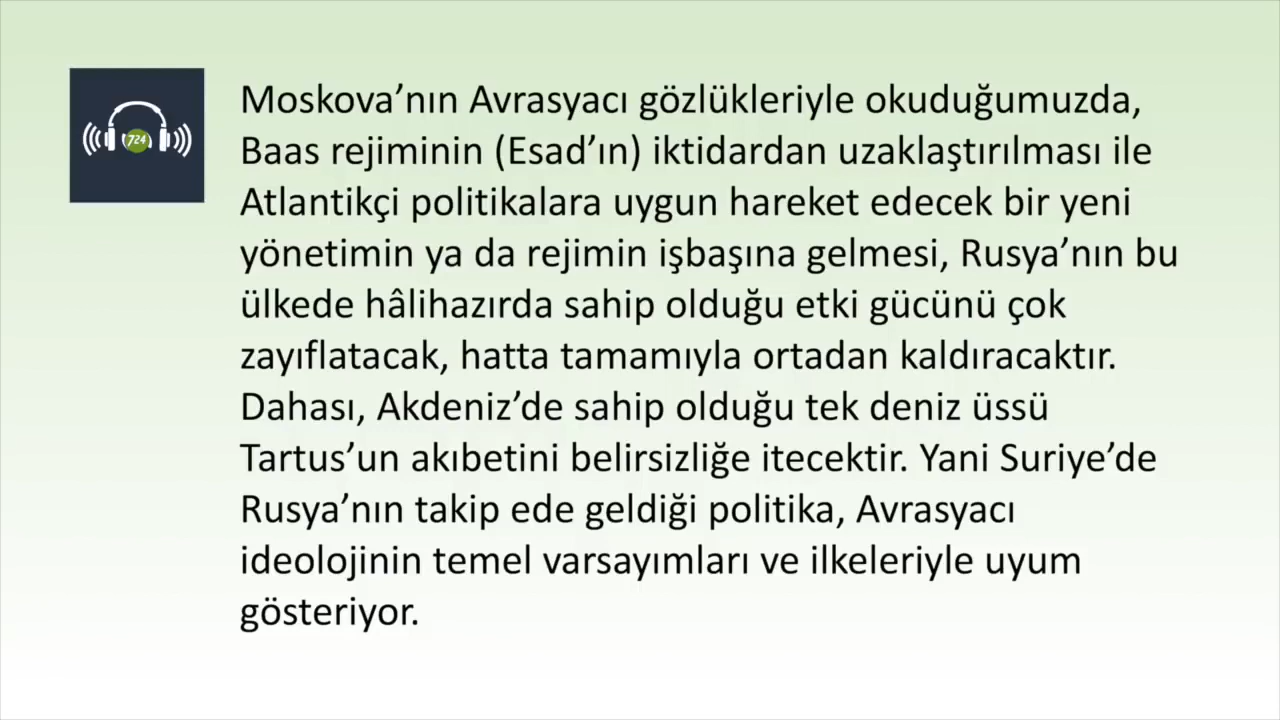 724
Moskova’nın Avrasyacı gözlükleriyle okuduğumuzda,
Baas rejiminin (Esad’ın) iktidardan uzaklaştırılması ile
Atlantikçi politikalara uygun hareket edecek bir yeni
yönetimin ya da rejimin işbaşına gelmesi, Rusya’nın bu
ülkede hâlihazırda sahip olduğu etki gücünü çok
zayıflatacak, hatta tamamıyla ortadan kaldıracaktır.
Dahası, Akdeniz’de sahip olduğu tek deniz üssü
Tartus’un akıbetini belirsizliğe itecektir. Yani Suriye’de
Rusya’nın takip ede geldiği politika, Avrasyacı
ideolojinin temel varsayımları ve ilkeleriyle uyum
gösteriyor.